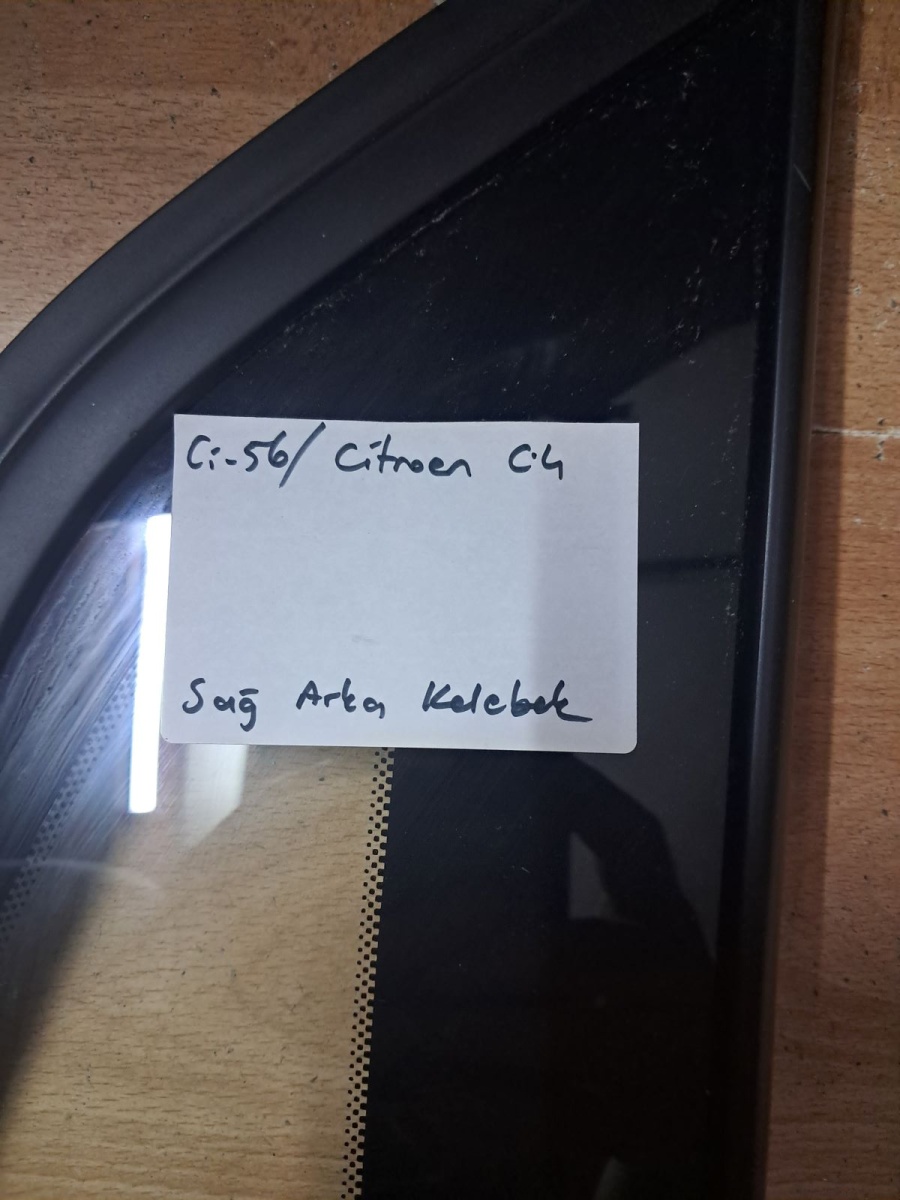 Ci-56/ Citroen C4
Sağ Arka Kelebek